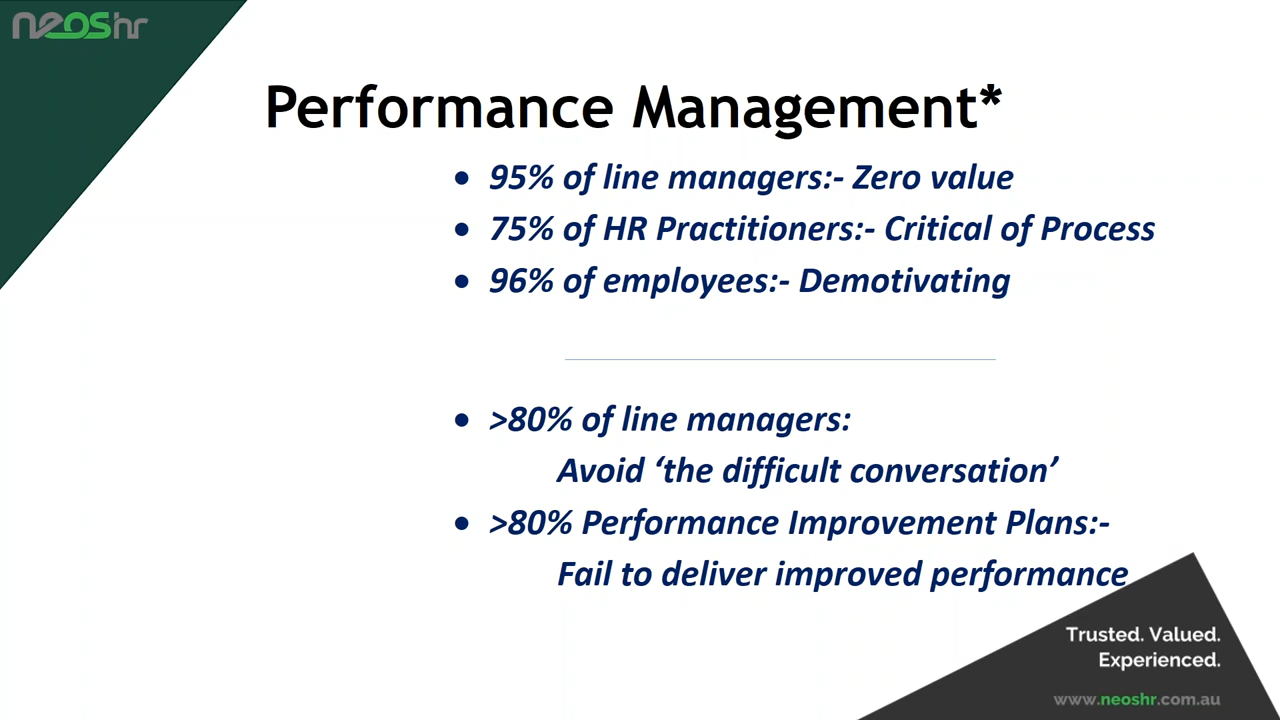 neoshr
Performance Management*
• 95% of line managers:- Zero value
• 75% of HR Practitioners:- Critical of Process
• 96% of employees:- Demotivating
• >80% of line managers:
Avoid ‘the difficult conversation’
• >80% Performance Improvement Plans:-
Fail to deliver improved performance
Trusted. Valued.
Experienced.
www.neoshr.com.au